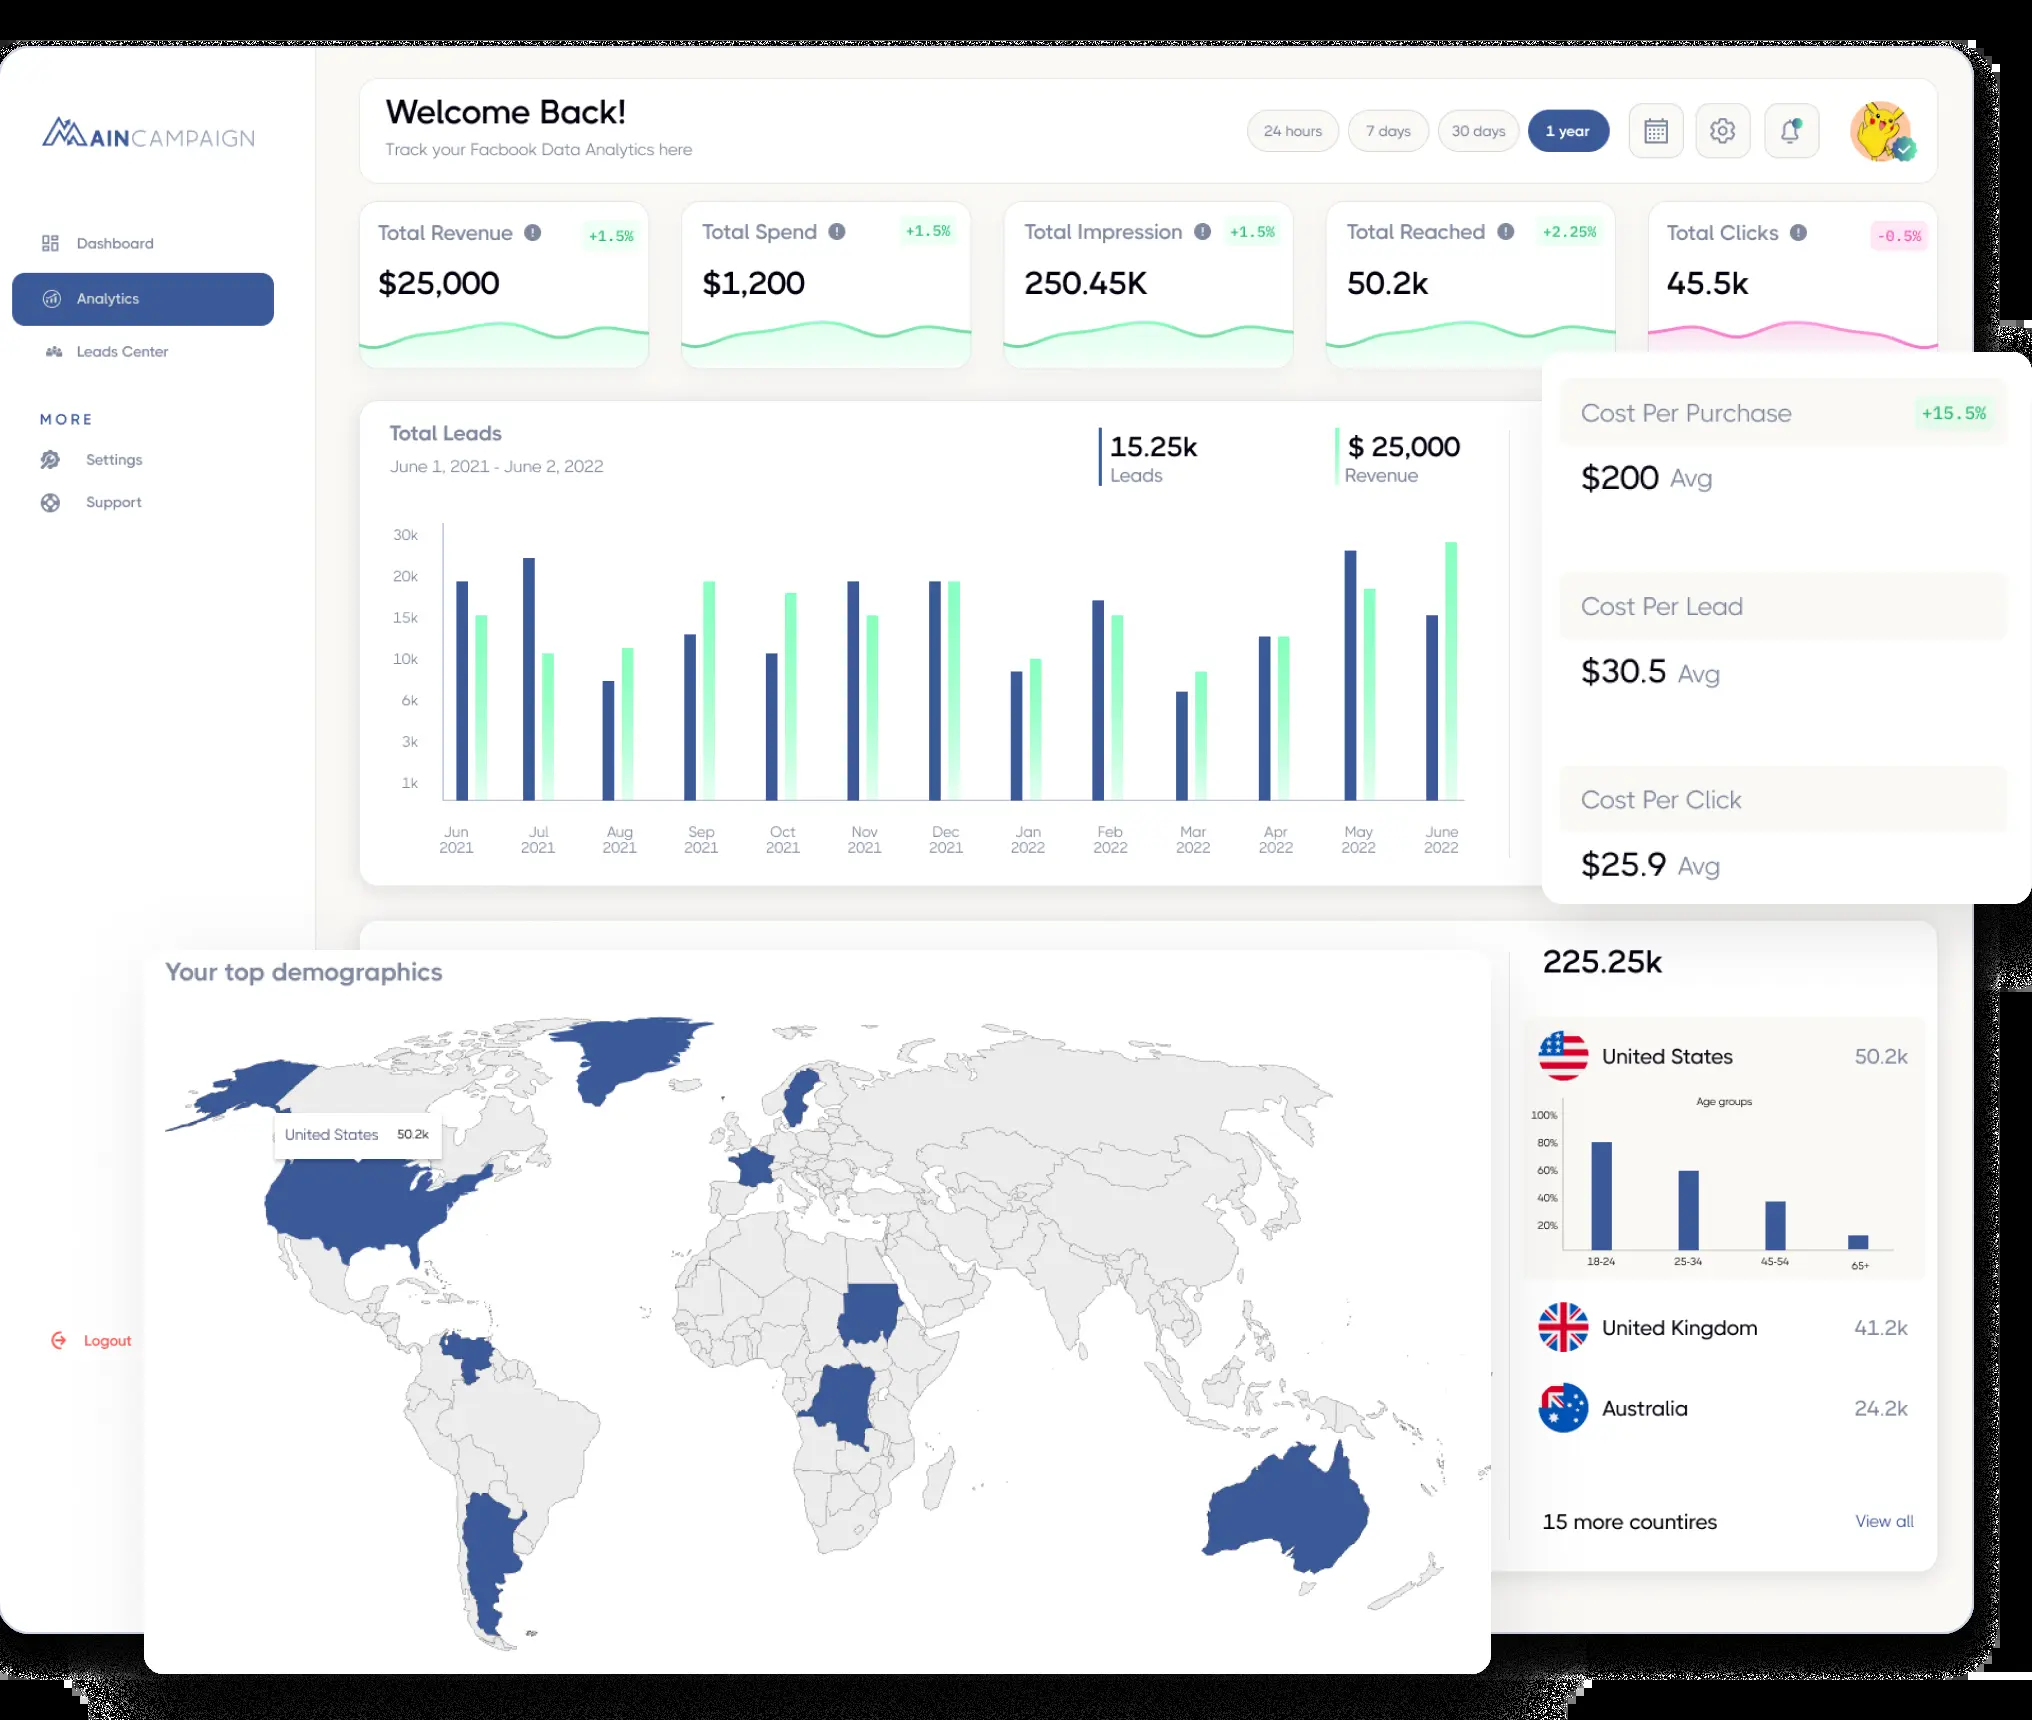 AINCAMPAIGN
Dashboard
Analytics
Leads Center
MORE
Settings
Support
Logout
Welcome Back!
Track your Facbook Data Analytics here
24 hours 7 days 30 days 1 year
Total Revenue +1.5%
$25,000
Total Spend +1.5%
$1,200
Total Impression +1.5%
250.45K
Total Reached +2.25%
50.2k
Total Clicks -0.5%
45.5k
Total Leads
June 1, 2021 - June 2, 2022
15.25k
Leads
$ 25,000
Revenue
30k
20k
15k
10k
6k
3k
1k
Jun Jul Aug Sep Oct Nov Dec Jan Feb Mar Apr May June
2021 2021 2021 2021 2021 2021 2021 2022 2022 2022 2022 2022 2022
Cost Per Purchase +15.5%
$200 Avg
Cost Per Lead
$30.5 Avg
Cost Per Click
$25.9 Avg
Your top demographics
United States 50.2k
225.25k
United States 50.2k
Age groups
100%
80%
60%
40%
20%
18-24 25-34 45-54 65+
United Kingdom 41.2k
Australia 24.2k
15 more countires View all